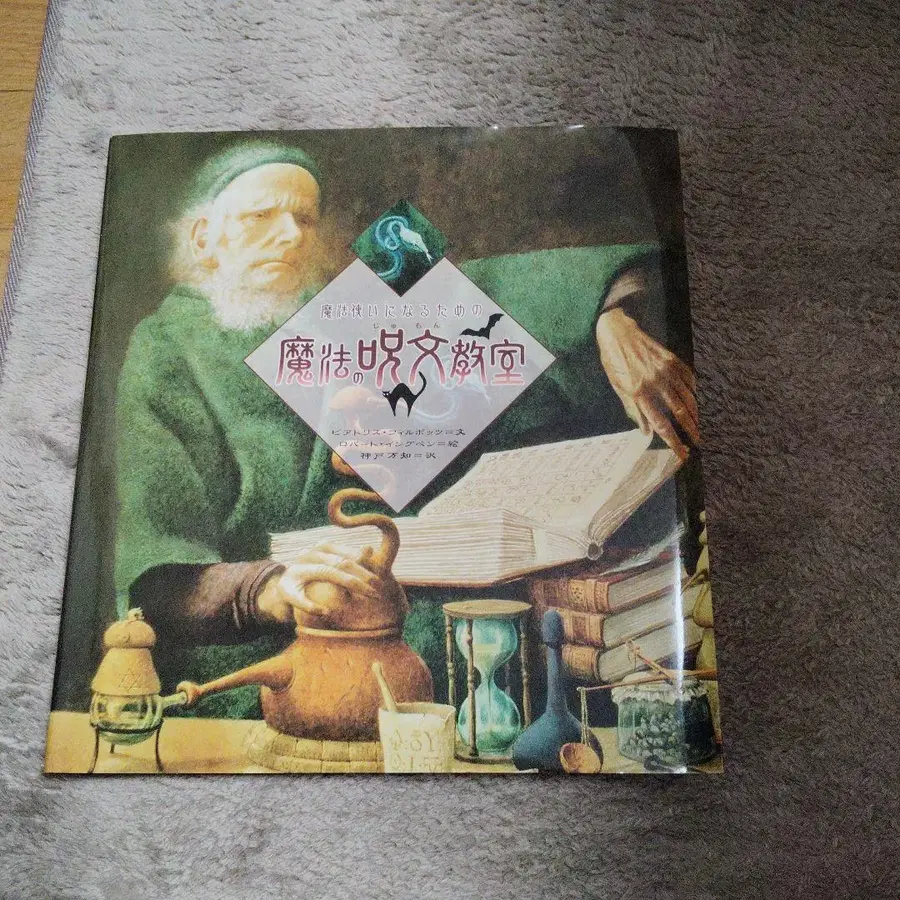 魔法使いになるための
じゅもん
魔法の呪文教室
ビアトリス・フィルポッツ=文
ロバート・イングペン=絵
神戸万知=訳